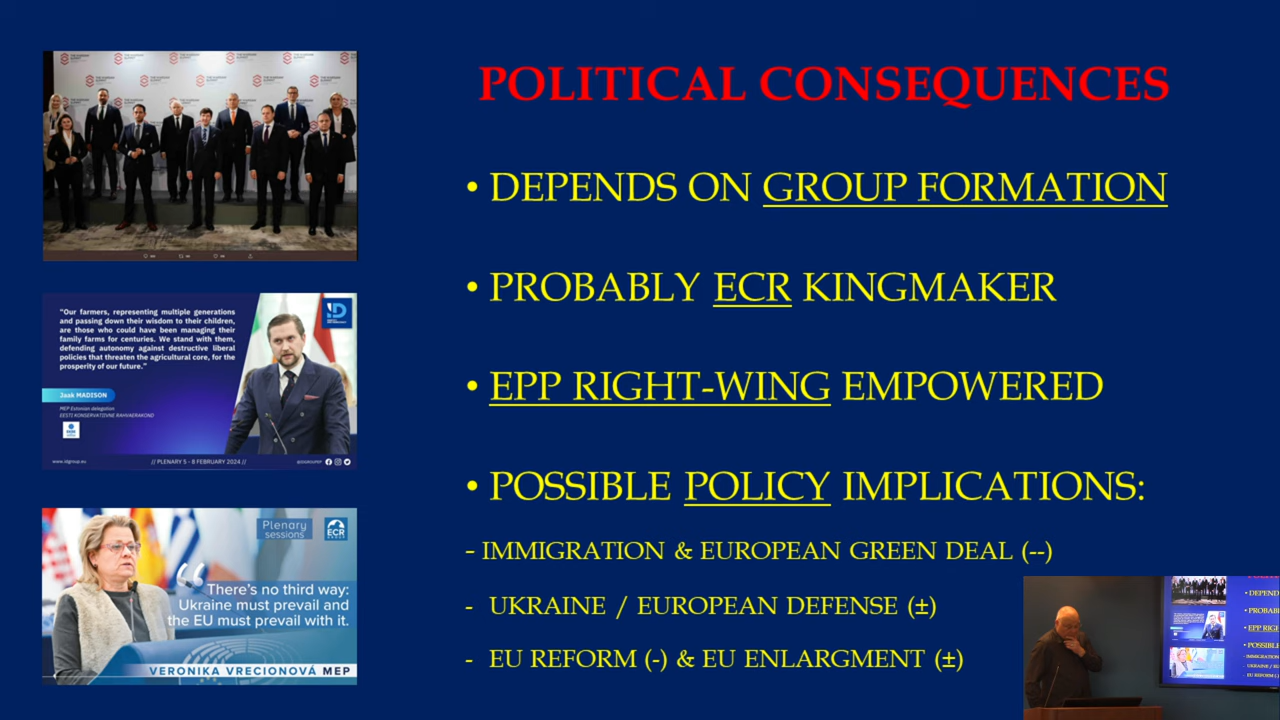 POLITICAL CONSEQUENCES
• DEPENDS ON GROUP FORMATION
• PROBABLY ECR KINGMAKER
• EPP RIGHT-WING EMPOWERED
• POSSIBLE POLICY IMPLICATIONS:
- IMMIGRATION & EUROPEAN GREEN DEAL (--)
- UKRAINE / EUROPEAN DEFENSE (±)
- EU REFORM (-) & EU ENLARGMENT (±)
"Our farmers, representing multiple generations
and passing down their wisdom to their children,
are those who could have been managing their
family farms for centuries. We stand with them,
defending autonomy against destructive liberal
policies that threaten the agricultural core, for the
prosperity of our future."
Jaak MADISON
MEP Estonian delegation
EESTI KONSERVATIIVNE RAHVAERAKOND
ID
www.idgroup.eu
// PLENARY 5 - 8 FEBRUARY 2024 //
@IDGROUPEP
Plenary
sessions
ECR
"There's no third way:
Ukraine must prevail and
the EU must prevail with it.
VERONIKA VRECIONOVÁ MEP